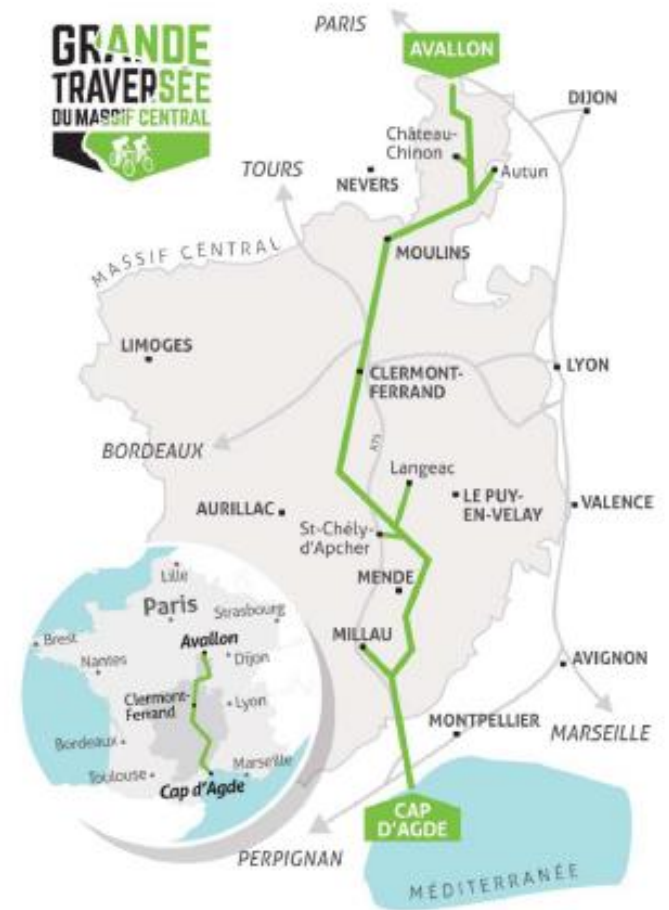 GRANDE
TRAVERSÉE
DU MASSIF CENTRAL
PARIS
AVALLON
DIJON
Château-
Chinon
Autun
TOURS
NEVERS
MOULINS
MASSIF CENTRAL
LIMOGES
CLERMONT-
FERRAND
LYON
BORDEAUX
A75
Langeac
AURILLAC
LE PUY-
EN-VELAY
VALENCE
St-Chély-
d'Apcher
MENDE
MILLAU
AVIGNON
MONTPELLIER
MARSEILLE
CAP
D'AGDE
PERPIGNAN
MÉDITERRANÉE
Lille
Paris
Strasbourg
Brest
Avallon
Nantes
Dijon
Clermont-
Ferrand
Lyon
Bordeaux
Toulouse
Marseille
Cap d'Agde